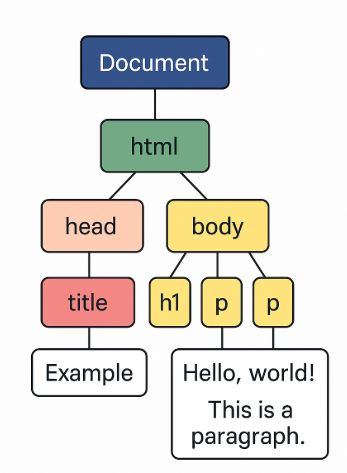 Document
html
head
body
title
h1
p
p
Example
Hello, world!
This is a
paragraph.